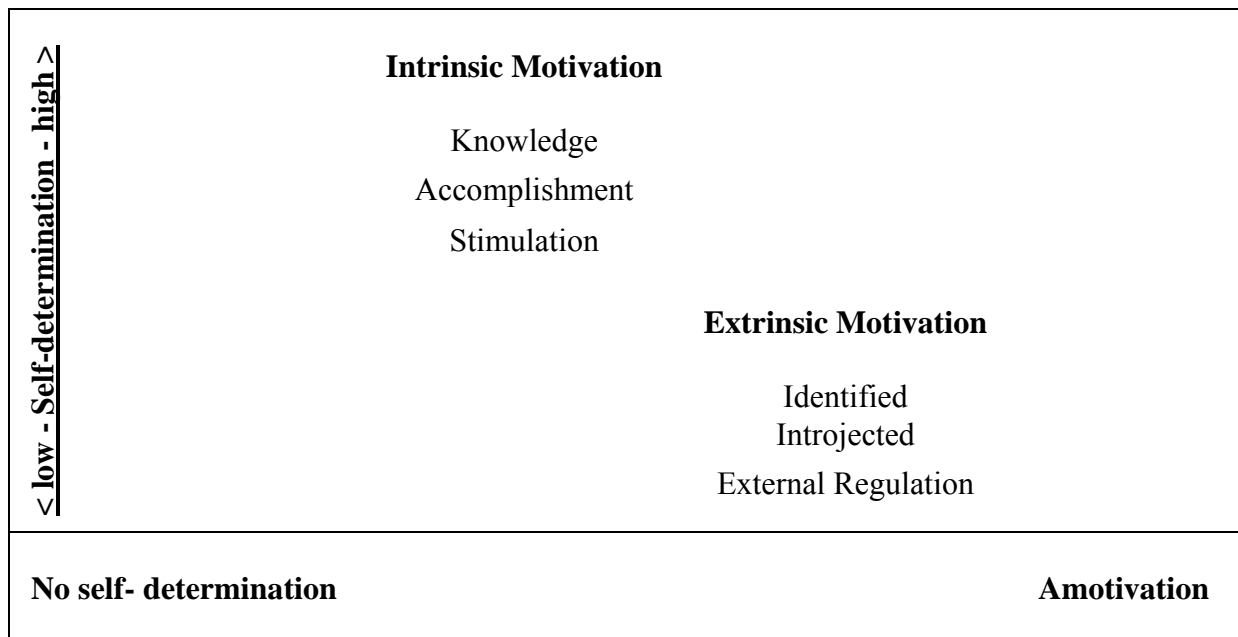 < low - Self-determination - high >
Intrinsic Motivation
Knowledge
Accomplishment
Stimulation
Extrinsic Motivation
Identified
Introjected
External Regulation
No self- determination
Amotivation